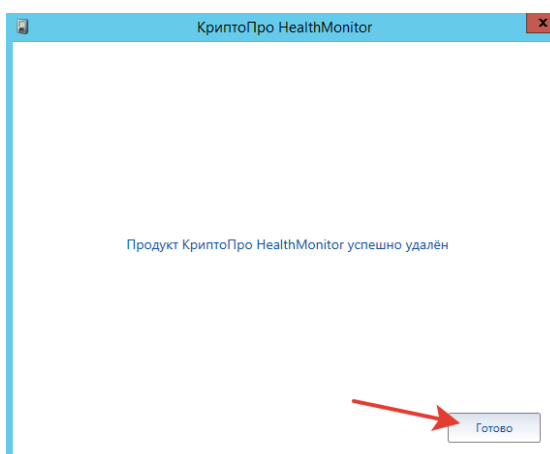 КриптоПро HealthMonitor
x
Продукт КриптоПро HealthMonitor успешно удалён
Готово